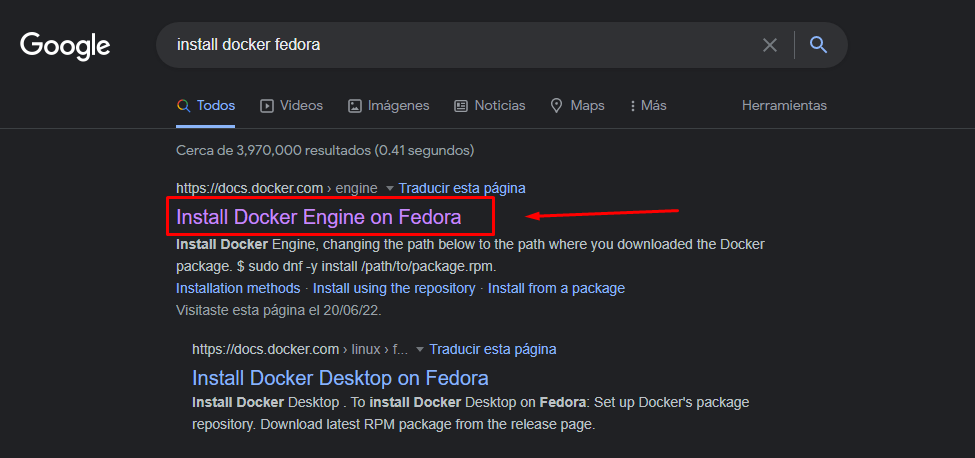 Google
install docker fedora
Todos Videos Imágenes Noticias Maps Más Herramientas
Cerca de 3,970,000 resultados (0.41 segundos)
https://docs.docker.com › engine Traducir esta página
Install Docker Engine on Fedora
Install Docker Engine, changing the path below to the path where you downloaded the Docker
package. $ sudo dnf -y install /path/to/package.rpm.
Installation methods · Install using the repository · Install from a package
Visitaste esta página el 20/06/22.
https://docs.docker.com › linux › f... Traducir esta página
Install Docker Desktop on Fedora
Install Docker Desktop . To install Docker Desktop on Fedora: Set up Docker's package
repository. Download latest RPM package from the release page.